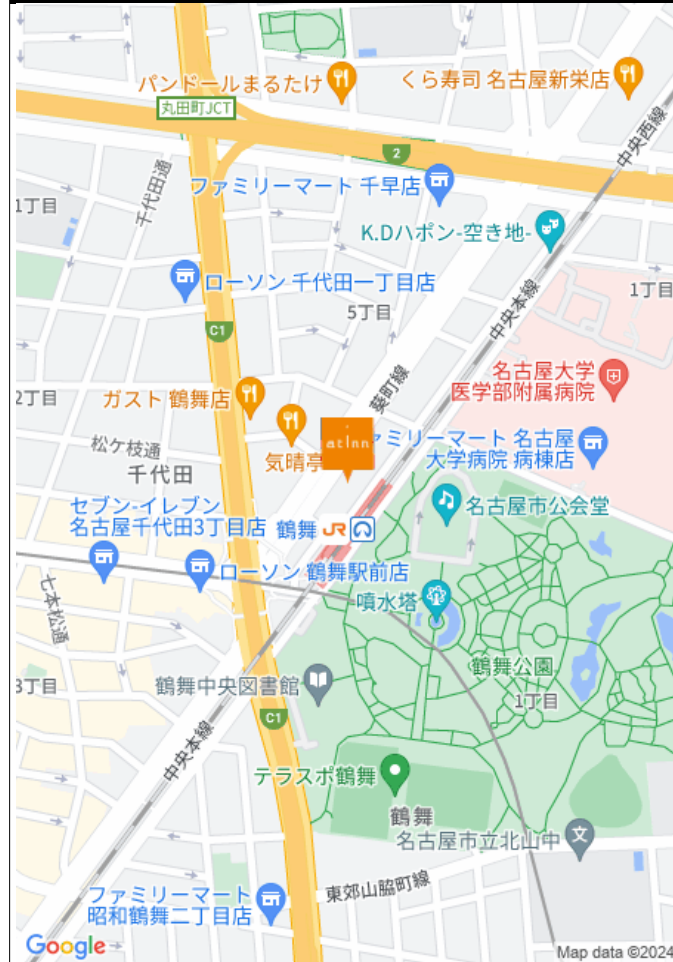 パンドールまるたけ
くら寿司 名古屋新栄店
丸田町JCT
中央西線
2
千代田通
ファミリーマート 千早店
1丁目
K.Dハポン-空き地-
ローソン 千代田一丁目店
中央本線
1丁目
5丁目
C1
名古屋大学
医学部附属病院
葵町線
2丁目
ガスト 鶴舞店
at inn
ァミリーマート 名古屋
大学病院 病棟店
松ケ枝通
気晴亭
千代田
セブン-イレブン
名古屋千代田3丁目店
名古屋市公会堂
鶴舞 JR
ローソン 鶴舞駅前店
噴水塔
七本松通
鶴舞公園
3丁目
鶴舞中央図書館
1丁目
C1
中央本線
テラスポ鶴舞
鶴舞
名古屋市立北山中
文
東郊山脇町線
ファミリーマート
昭和鶴舞二丁目店
Google
Map data ©2024